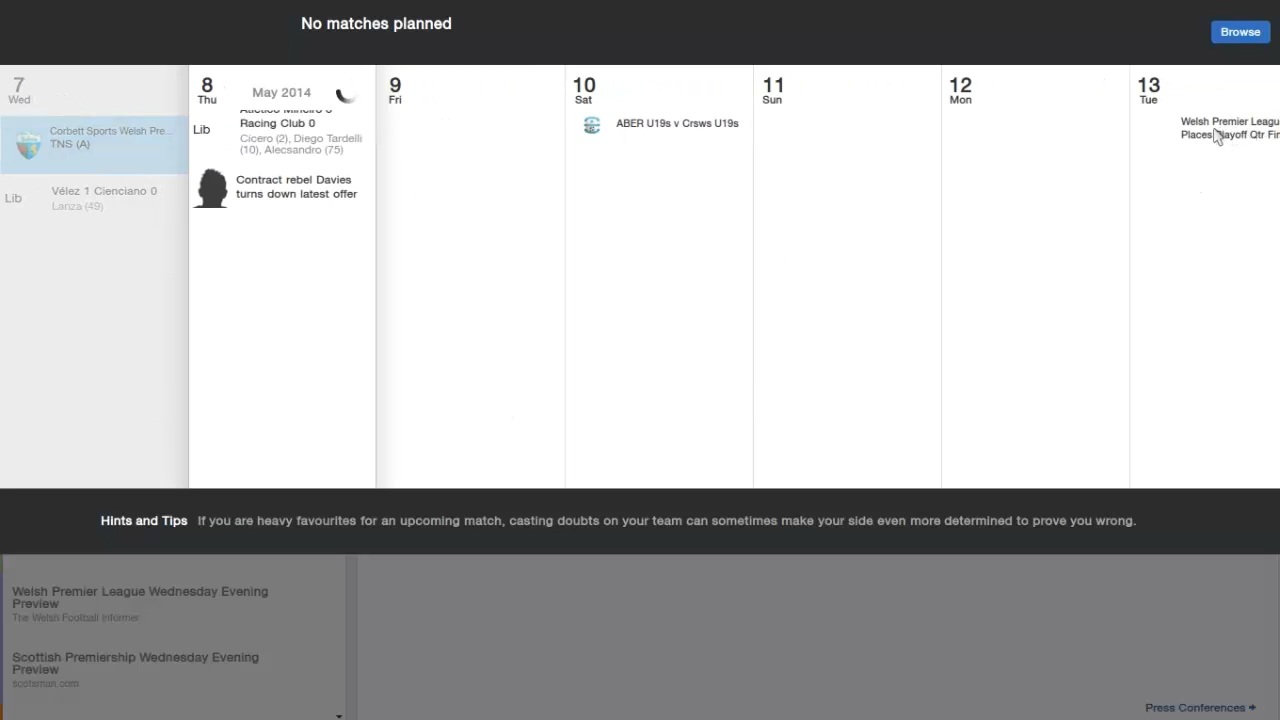 No matches planned
Browse
7
Wed
Corbett Sports Welsh Pre...
TNS (A)
Lib
Vélez 1 Cienciano 0
Lanza (49)
8
Thu
May 2014
Atlético Mineiro 3
Racing Club 0
Lib
Cícero (2), Diego Tardelli
(10), Alecsandro (75)
Contract rebel Davies
turns down latest offer
9
Fri
10
Sat
ABER U19s v Crsws U19s
11
Sun
12
Mon
13
Tue
Welsh Premier Leagu
Places Playoff Qtr Fin
Hints and Tips If you are heavy favourites for an upcoming match, casting doubts on your team can sometimes make your side even more determined to prove you wrong.
Welsh Premier League Wednesday Evening
Preview
The Welsh Football Informer
Scottish Premiership Wednesday Evening
Preview
scotsman.com
Press Conferences